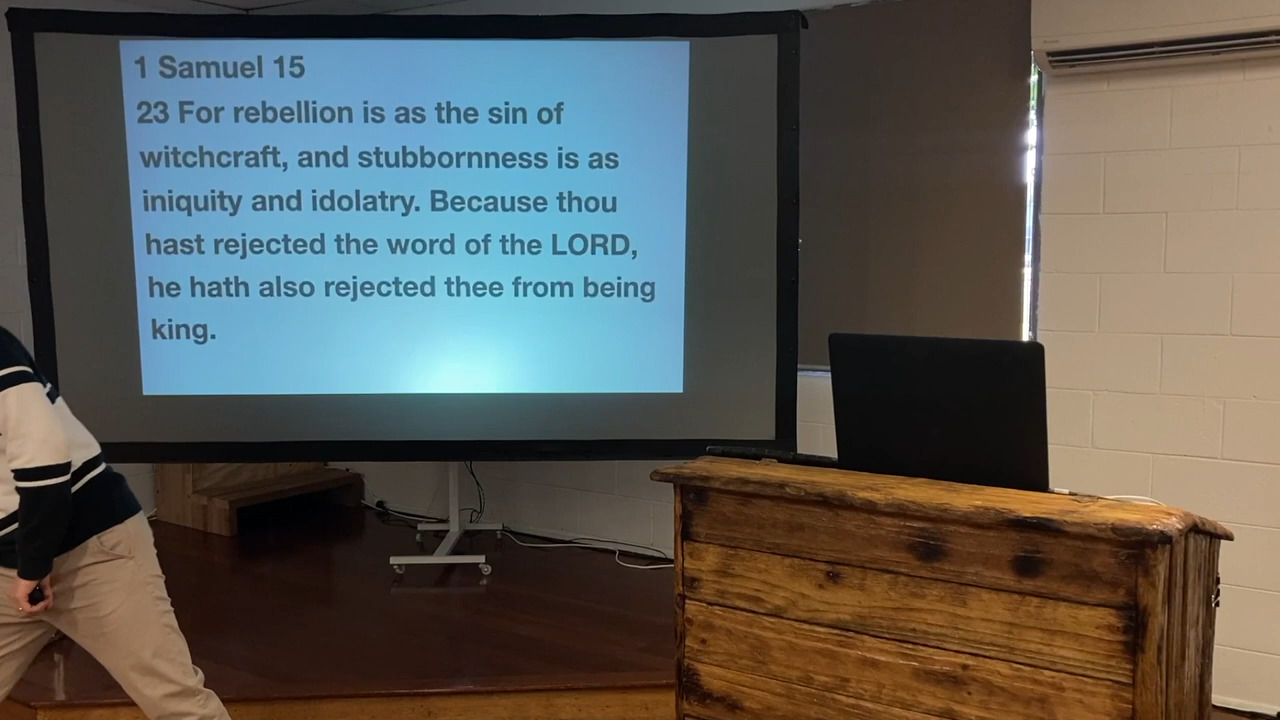 1 Samuel 15
23 For rebellion is as the sin of
witchcraft, and stubbornness is as
iniquity and idolatry. Because thou
hast rejected the word of the LORD,
he hath also rejected thee from being
king.